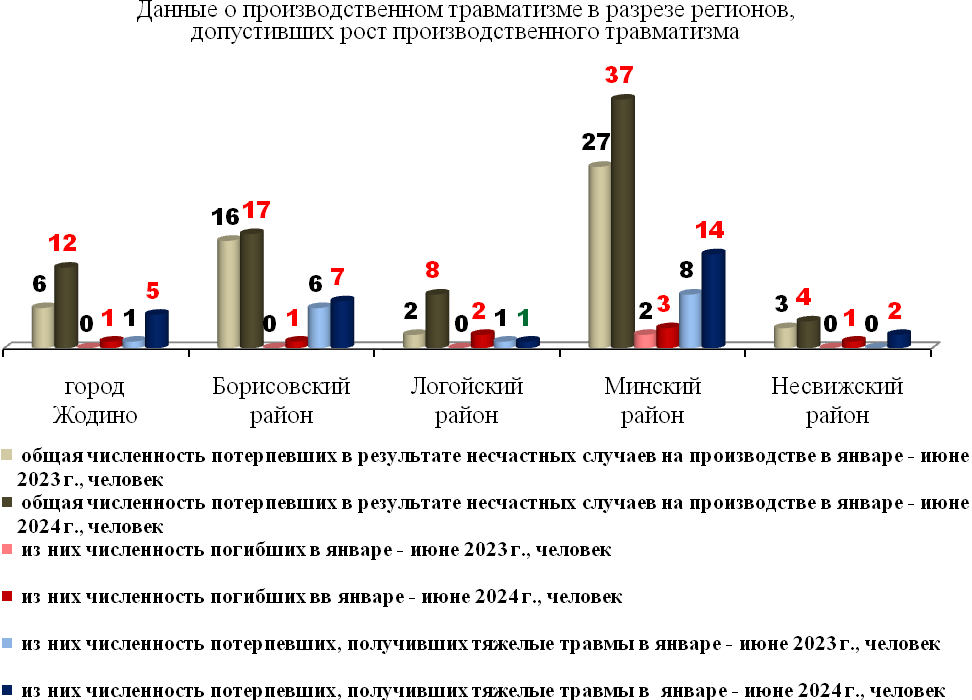 Данные о производственном травматизме в разрезе регионов,
допустивших рост производственного травматизма
6
12
0
1
1
5
16
17
0
1
6
7
2
8
0
2
1
1
27
37
2
3
8
14
3
4
0
1
0
2
город
Жодино
Борисовский
район
Логойский
район
Минский
район
Несвижский
район
общая численность потерпевших в результате несчастных случаев на производстве в январе - июне
2023 г., человек
общая численность потерпевших в результате несчастных случаев на производстве в январе - июне
2024 г., человек
из них численность погибших в январе - июне 2023 г., человек
из них численность погибших вв январе - июне 2024 г., человек
из них численность потерпевших, получивших тяжелые травмы в январе - июне 2023 г., человек
из них численность потерпевших, получивших тяжелые травмы в январе - июне 2024 г., человек